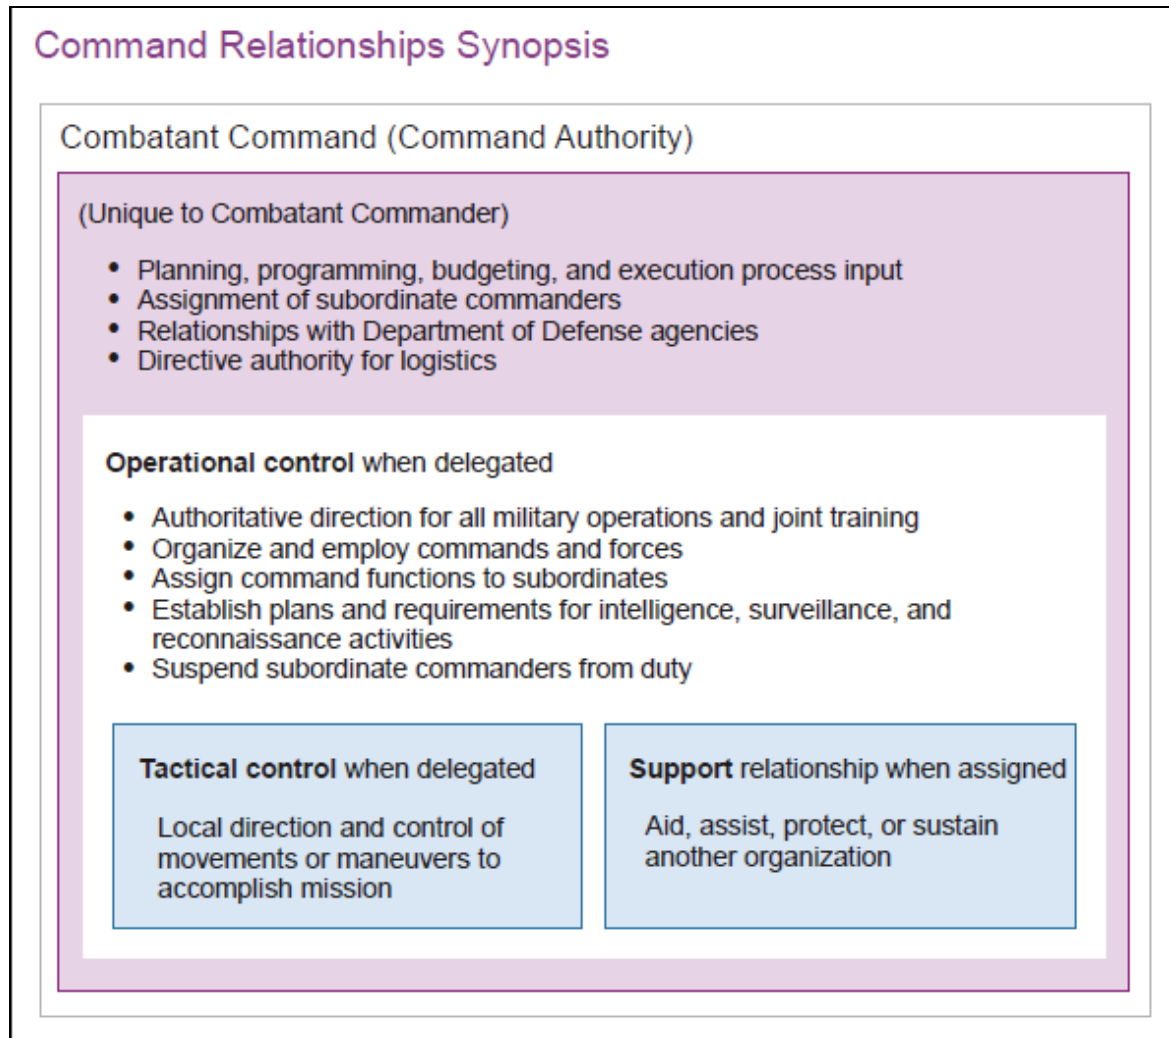 Command Relationships Synopsis
Combatant Command (Command Authority)
(Unique to Combatant Commander)
• Planning, programming, budgeting, and execution process input
• Assignment of subordinate commanders
• Relationships with Department of Defense agencies
• Directive authority for logistics
Operational control when delegated
• Authoritative direction for all military operations and joint training
• Organize and employ commands and forces
• Assign command functions to subordinates
• Establish plans and requirements for intelligence, surveillance, and
reconnaissance activities
• Suspend subordinate commanders from duty
Tactical control when delegated
Local direction and control of
movements or maneuvers to
accomplish mission
Support relationship when assigned
Aid, assist, protect, or sustain
another organization